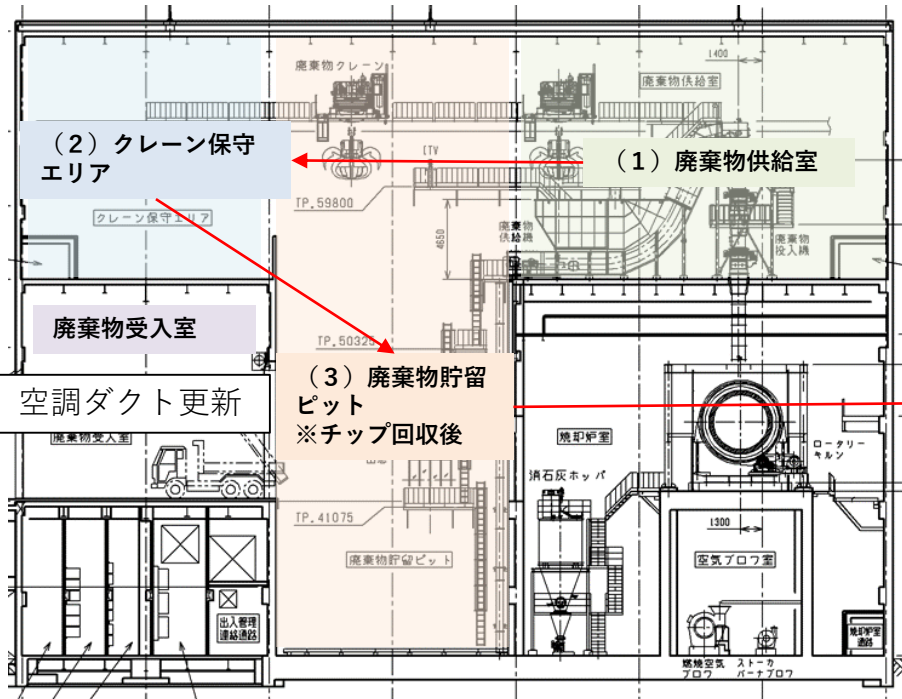 廃棄物クレーン
1400
廃棄物供給室
（２）クレーン保守
エリア
ITV
（１）廃棄物供給室
TP.59800
クレーン保守エリア
4650
廃棄物
供給機
廃棄物
投入機
廃棄物受入室
TP.50325
空調ダクト更新
（３）廃棄物貯留
ピット
※チップ回収後
廃棄物受入室
焼却炉室
ロータリー
キルン
消石灰ホッパ
TP.41075
1300
廃棄物貯留ピット
空気ブロワ室
出入管理
連絡通路
焼却炉室
通路
燃焼空気
ブロワ
ストーカ
バーナブロワ